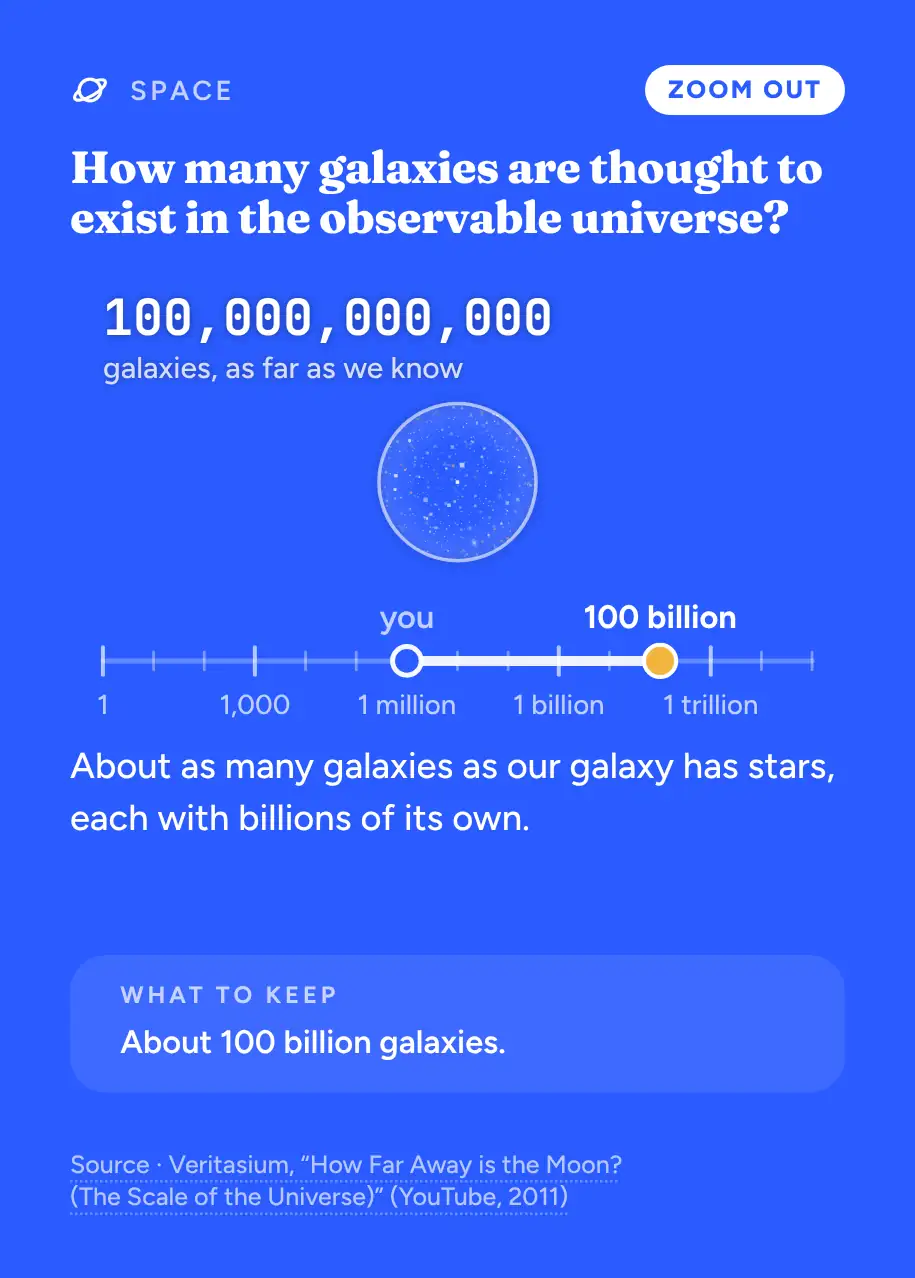 SPACE
ZOOM OUT
How many galaxies are thought to
exist in the observable universe?
100,000,000,000
galaxies, as far as we know
you
100 billion
1
1,000
1 million
1 billion
1 trillion
About as many galaxies as our galaxy has stars,
each with billions of its own.
WHAT TO KEEP
About 100 billion galaxies.
Source · Veritasium, “How Far Away is the Moon?
(The Scale of the Universe)” (YouTube, 2011)